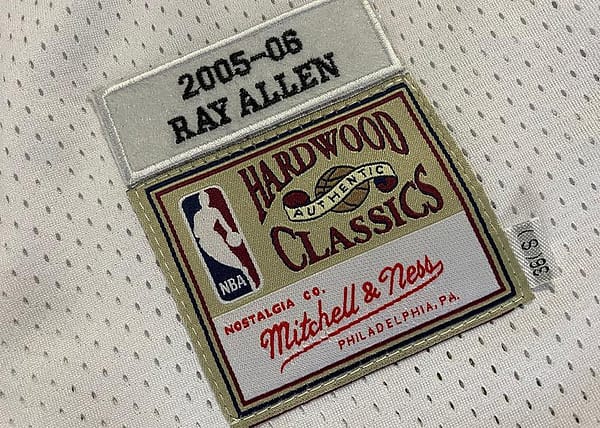 2005-06
RAY ALLEN
HARDWOOD
AUTHENTIC
CLASSICS
NBA
NOSTALGIA CO.
Mitchell & Ness
PHILADELPHIA, PA.
36( S )